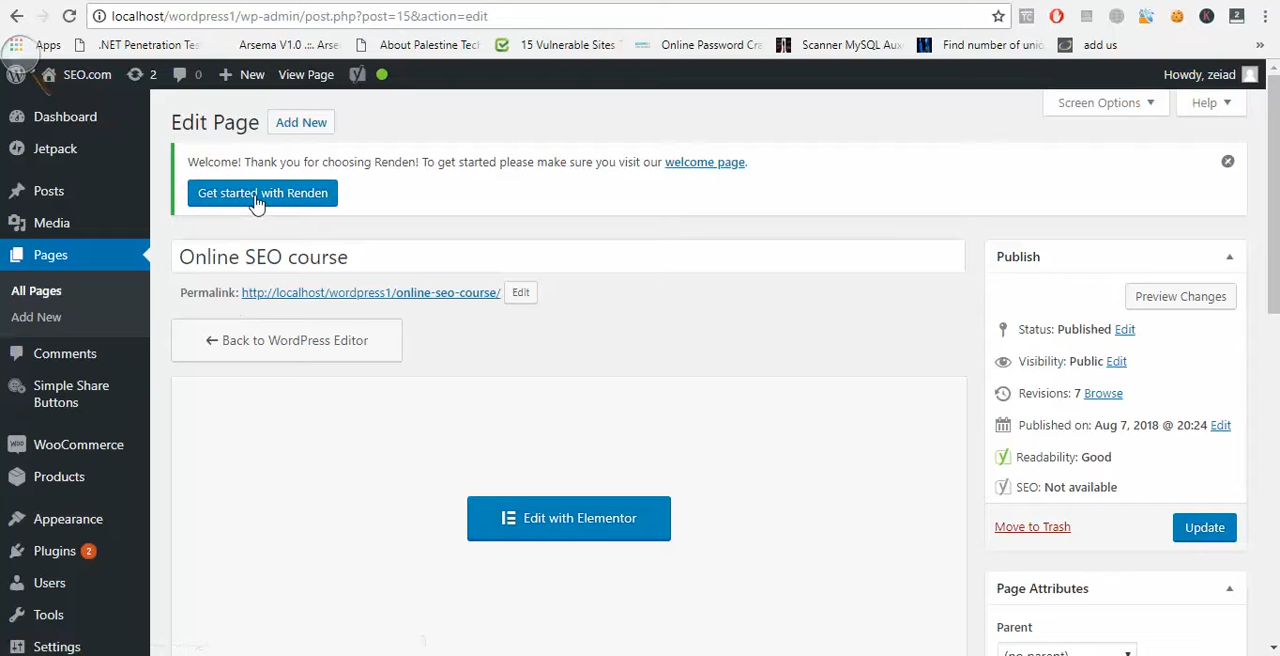 localhost/wordpress1/wp-admin/post.php?post=15&action=edit
Apps .NET Penetration Tes Arsema V1.0 .:. Arse About Palestine Tech 15 Vulnerable Sites Online Password Cra Scanner MySQL Aux Find number of unic add us »
SEO.com 2 0 + New View Page Howdy, zeiad
Screen Options Help
Edit Page Add New
Welcome! Thank you for choosing Renden! To get started please make sure you visit our welcome page.
Get started with Renden
Dashboard
Jetpack
Posts
Media
Pages
All Pages
Add New
Comments
Simple Share
Buttons
WooCommerce
Products
Appearance
Plugins 2
Users
Tools
Settings
Online SEO course
Permalink: http://localhost/wordpress1/online-seo-course/ Edit
← Back to WordPress Editor
Edit with Elementor
Publish
Preview Changes
Status: Published Edit
Visibility: Public Edit
Revisions: 7 Browse
Published on: Aug 7, 2018 @ 20:24 Edit
Readability: Good
SEO: Not available
Move to Trash Update
Page Attributes
Parent
(no parent)